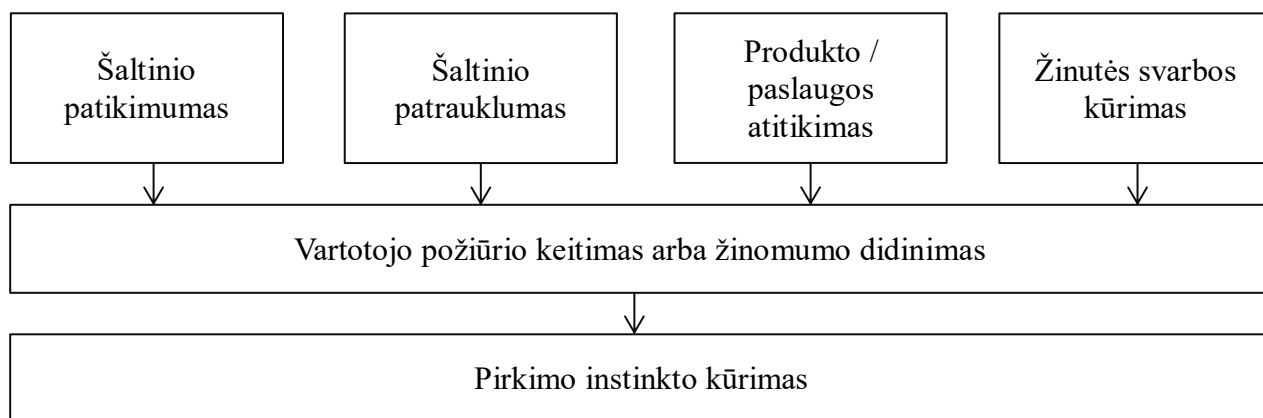 Šaltinio
patikimumas
Šaltinio
patrauklumas
Produkto /
paslaugos
atitikimas
Žinutės svarbos
kūrimas
Vartotojo požiūrio keitimas arba žinomumo didinimas
Pirkimo instinkto kūrimas